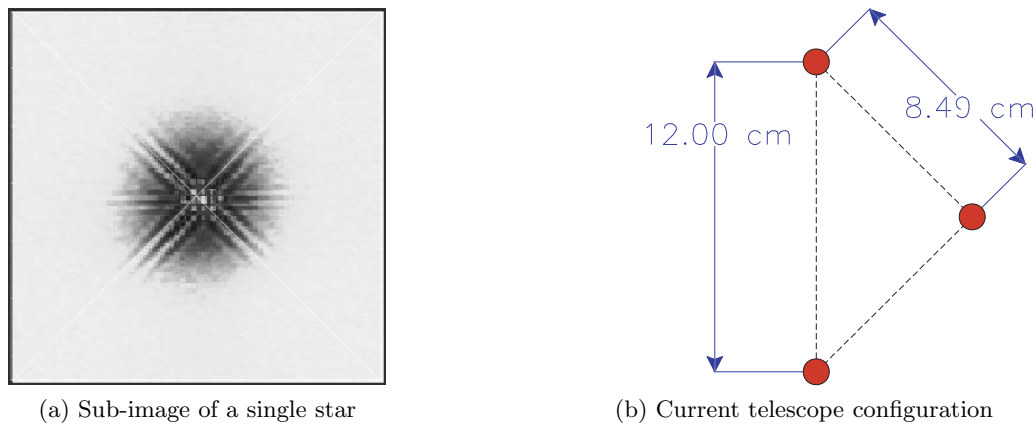 12.00 cm
8.49 cm
(a) Sub-image of a single star
(b) Current telescope configuration